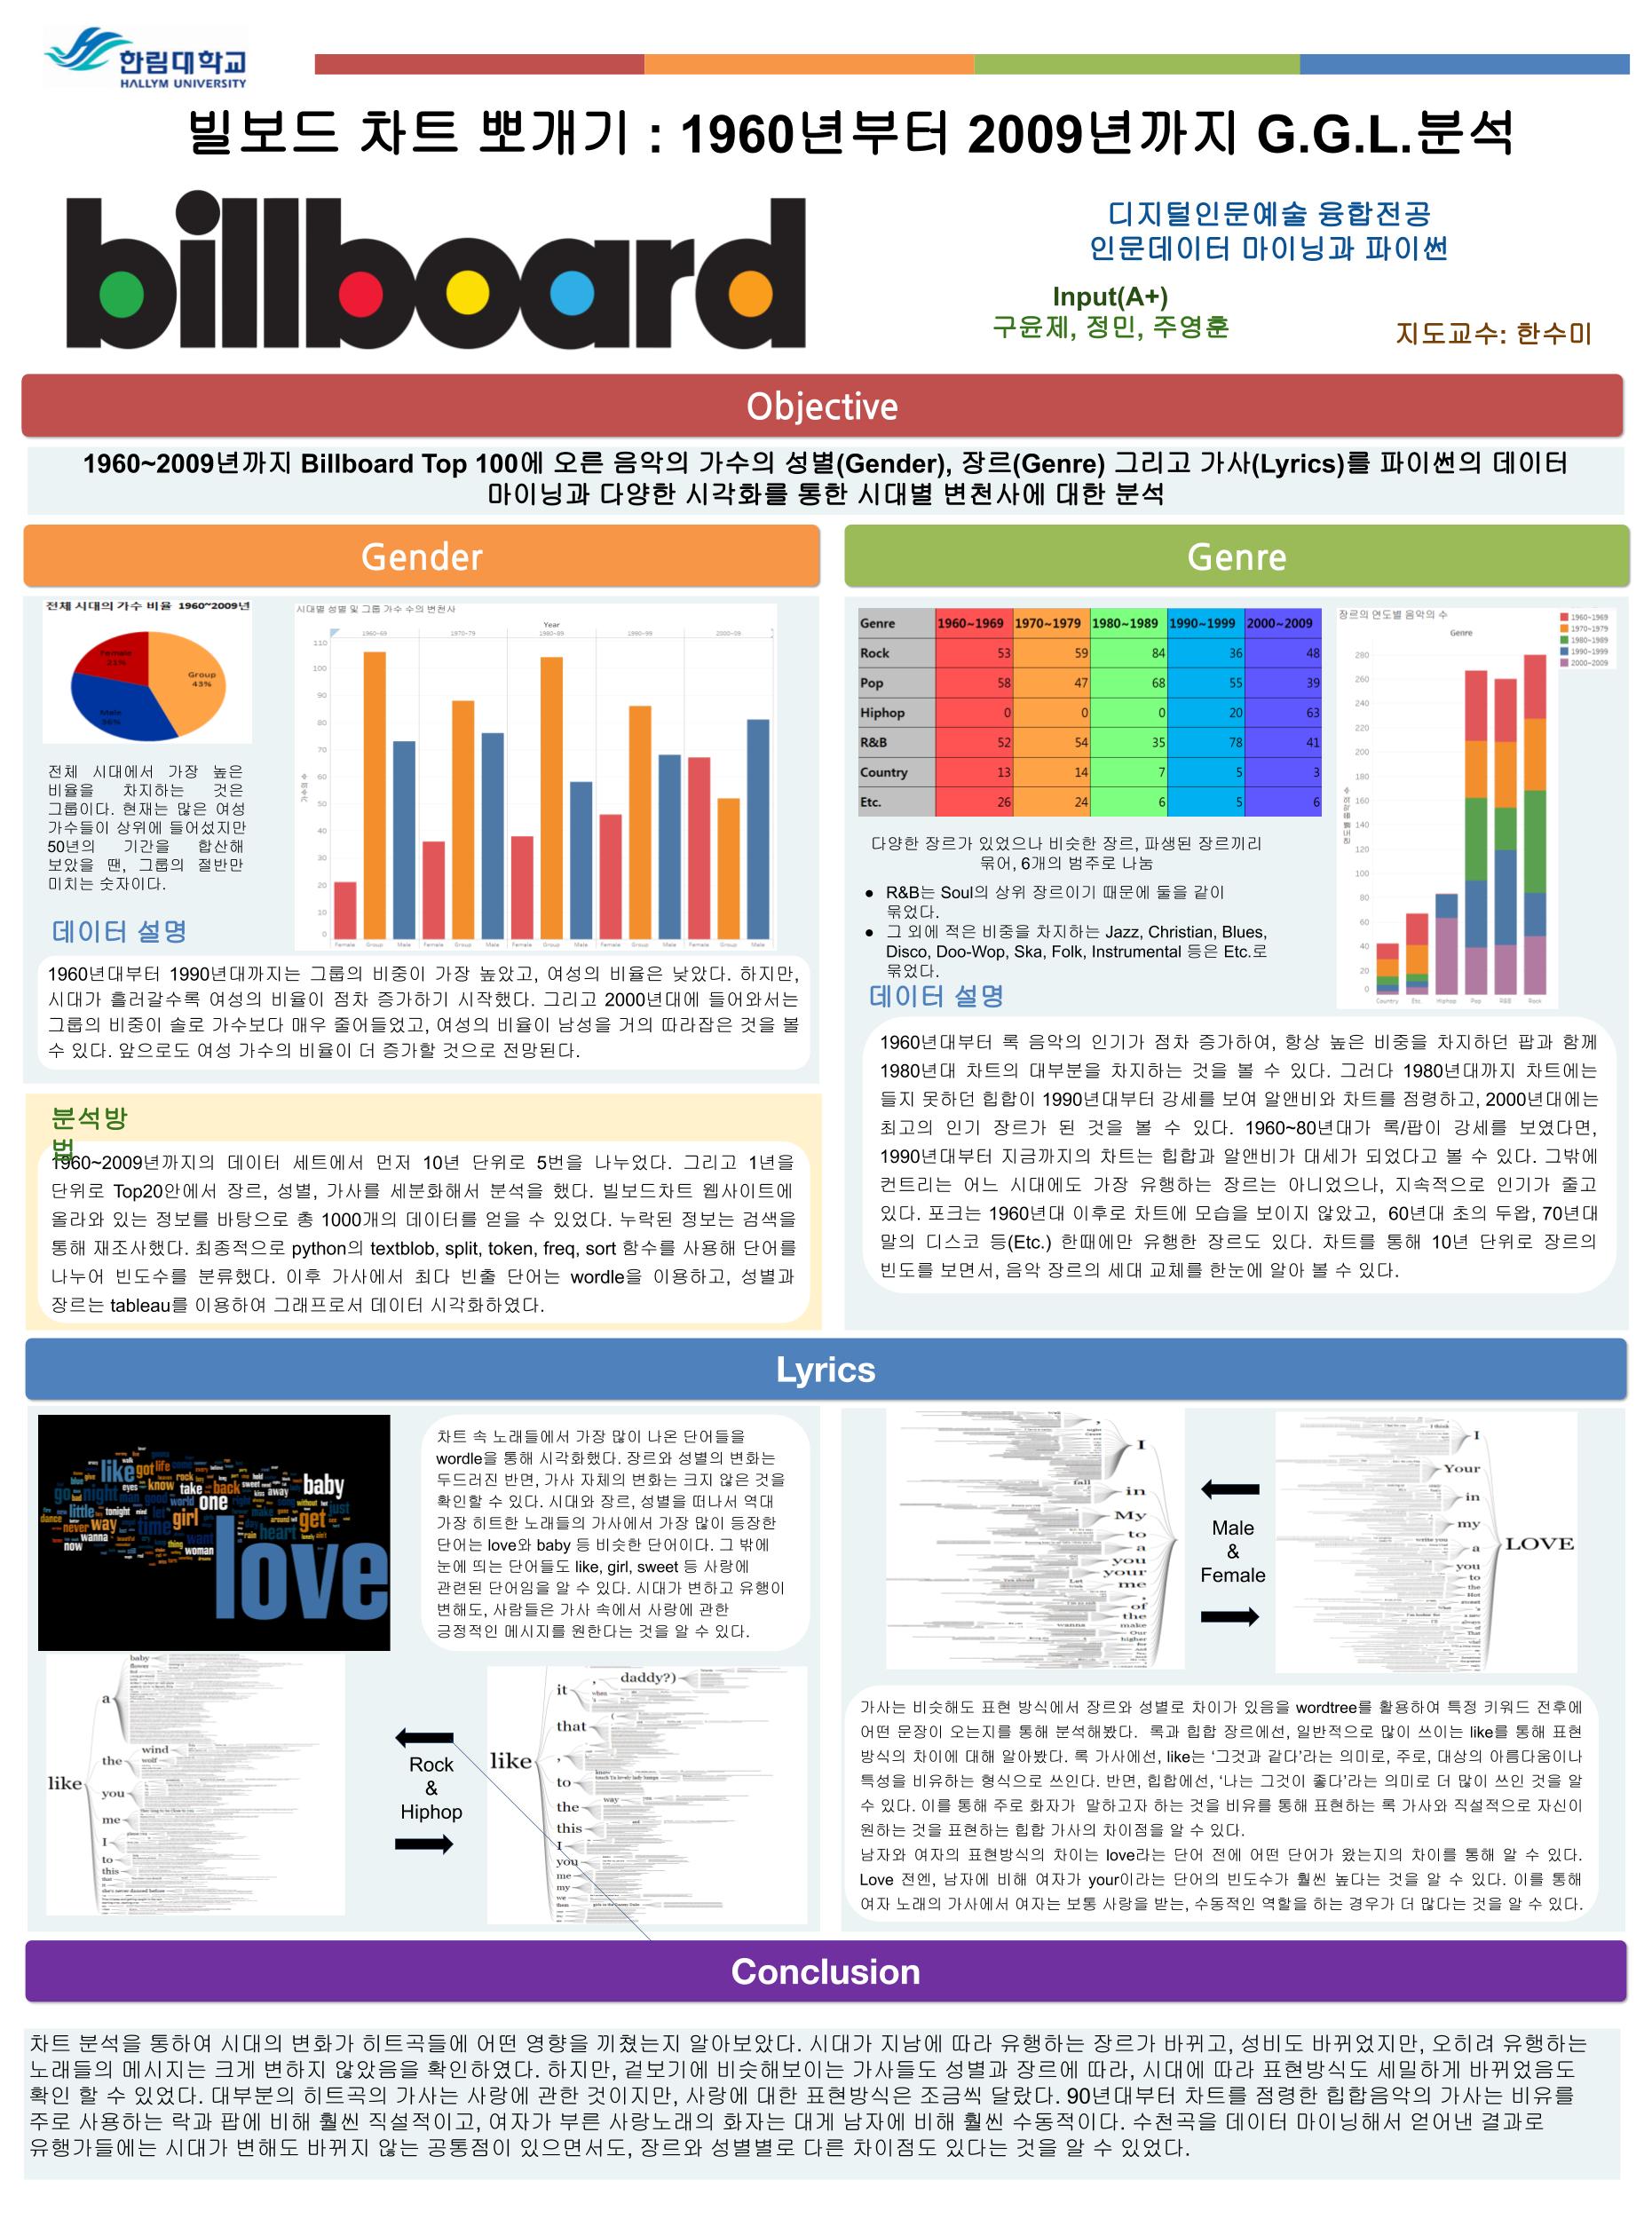 한림대학교
HALLYM UNIVERSITY
빌보드 차트 뽀개기 : 1960년부터 2009년까지 G.G.L.분석
billboard
디지털인문예술 융합전공
인문데이터 마이닝과 파이썬
Input(A+)
구윤제, 정민, 주영훈
지도교수: 한수미
Objective
1960~2009년까지 Billboard Top 100에 오른 음악의 가수의 성별(Gender), 장르(Genre) 그리고 가사(Lyrics)를 파이썬의 데이터
마이닝과 다양한 시각화를 통한 시대별 변천사에 대한 분석
Gender
전체 시대의 가수 비율 1960~2009년
Female
21%
Group
43%
Male
36%
전체 시대에서 가장 높은
비율을 차지하는 것은
그룹이다. 현재는 많은 여성
가수들이 상위에 들어섰지만
50년의 기간을 합산해
보았을 땐, 그룹의 절반만
미치는 숫자이다.
시대별 성별 및 그룹 가수 수의 변천사
Year
1960-69 1970-79 1980-89 1990-99 2000-09
110
100
90
80
70
60
50
40
30
20
10
0
가수의 수
Female Group Male Female Group Male Female Group Male Female Group Male Female Group Male
데이터 설명
1960년대부터 1990년대까지는 그룹의 비중이 가장 높았고, 여성의 비율은 낮았다. 하지만,
시대가 흘러갈수록 여성의 비율이 점차 증가하기 시작했다. 그리고 2000년대에 들어와서는
그룹의 비중이 솔로 가수보다 매우 줄어들었고, 여성의 비율이 남성을 거의 따라잡은 것을 볼
수 있다. 앞으로도 여성 가수의 비율이 더 증가할 것으로 전망된다.
분석방
법
1960~2009년까지의 데이터 세트에서 먼저 10년 단위로 5번을 나누었다. 그리고 1년을
단위로 Top20안에서 장르, 성별, 가사를 세분화해서 분석을 했다. 빌보드차트 웹사이트에
올라와 있는 정보를 바탕으로 총 1000개의 데이터를 얻을 수 있었다. 누락된 정보는 검색을
통해 재조사했다. 최종적으로 python의 textblob, split, token, freq, sort 함수를 사용해 단어를
나누어 빈도수를 분류했다. 이후 가사에서 최다 빈출 단어는 wordle을 이용하고, 성별과
장르는 tableau를 이용하여 그래프로서 데이터 시각화하였다.
Genre
Genre 1960~1969 1970~1979 1980~1989 1990~1999 2000~2009
Rock 53 59 84 36 48
Pop 58 47 68 55 39
Hiphop 0 0 0 20 63
R&B 52 54 35 78 41
Country 13 14 7 5 3
Etc. 26 24 6 5 6
다양한 장르가 있었으나 비슷한 장르, 파생된 장르끼리
묶어, 6개의 범주로 나눔
● R&B는 Soul의 상위 장르이기 때문에 둘을 같이
묶었다.
● 그 외에 적은 비중을 차지하는 Jazz, Christian, Blues,
Disco, Doo-Wop, Ska, Folk, Instrumental 등은 Etc.로
묶었다.
장르의 연도별 음악의 수
Genre
1960~1969
1970~1979
1980~1989
1990~1999
2000~2009
280
260
240
220
200
180
160
140
120
100
80
60
40
20
0
연도별 음악의 수
Country Etc Hiphop Pop R&B Rock
데이터 설명
1960년대부터 록 음악의 인기가 점차 증가하여, 항상 높은 비중을 차지하던 팝과 함께
1980년대 차트의 대부분을 차지하는 것을 볼 수 있다. 그러다 1980년대까지 차트에는
들지 못하던 힙합이 1990년대부터 강세를 보여 알앤비와 차트를 점령하고, 2000년대에는
최고의 인기 장르가 된 것을 볼 수 있다. 1960~80년대가 록/팝이 강세를 보였다면,
1990년대부터 지금까지의 차트는 힙합과 알앤비가 대세가 되었다고 볼 수 있다. 그밖에
컨트리는 어느 시대에도 가장 유행하는 장르는 아니었으나, 지속적으로 인기가 줄고
있다. 포크는 1960년대 이후로 차트에 모습을 보이지 않았고, 60년대 초의 두왑, 70년대
말의 디스코 등(Etc.) 한때에만 유행한 장르도 있다. 차트를 통해 10년 단위로 장르의
빈도를 보면서, 음악 장르의 세대 교체를 한눈에 알아 볼 수 있다.
Lyrics
like got life
baby
go night eyes know take back
rock sweet away
little tonight world one
dance
never way time girl get just
wanna rain heart
now thing woman
love
차트 속 노래들에서 가장 많이 나온 단어들을
wordle을 통해 시각화했다. 장르와 성별의 변화는
두드러진 반면, 가사 자체의 변화는 크지 않은 것을
확인할 수 있다. 시대와 장르, 성별을 떠나서 역대
가장 히트한 노래들의 가사에서 가장 많이 등장한
단어는 love와 baby 등 비슷한 단어이다. 그 밖에
눈에 띄는 단어들도 like, girl, sweet 등 사랑에
관련된 단어임을 알 수 있다. 시대가 변하고 유행이
변해도, 사람들은 가사 속에서 사랑에 관한
긍정적인 메시지를 원한다는 것을 알 수 있다.
like
baby
flower
a
wind
the
wolf
you
me
I
to
this
that
Rock
&
Hiphop
like
it
daddy?)
that
,
to
the
way
this
I
you
me
my
we
them
I
fall
in
My
to
a
you
your
me
,
of
the
wanna
make
Our
higher
Male
&
Female
I
Your
in
my
a
you
to
the
LOVE
가사는 비슷해도 표현 방식에서 장르와 성별로 차이가 있음을 wordtree를 활용하여 특정 키워드 전후에
어떤 문장이 오는지를 통해 분석해봤다. 록과 힙합 장르에선, 일반적으로 많이 쓰이는 like를 통해 표현
방식의 차이에 대해 알아봤다. 록 가사에선, like는 ‘그것과 같다’라는 의미로, 주로, 대상의 아름다움이나
특성을 비유하는 형식으로 쓰인다. 반면, 힙합에선, ‘나는 그것이 좋다’라는 의미로 더 많이 쓰인 것을 알
수 있다. 이를 통해 주로 화자가 말하고자 하는 것을 비유를 통해 표현하는 록 가사와 직설적으로 자신이
원하는 것을 표현하는 힙합 가사의 차이점을 알 수 있다.
남자와 여자의 표현방식의 차이는 love라는 단어 전에 어떤 단어가 왔는지의 차이를 통해 알 수 있다.
Love 전엔, 남자에 비해 여자가 your이라는 단어의 빈도수가 훨씬 높다는 것을 알 수 있다. 이를 통해
여자 노래의 가사에서 여자는 보통 사랑을 받는, 수동적인 역할을 하는 경우가 더 많다는 것을 알 수 있다.
Conclusion
차트 분석을 통하여 시대의 변화가 히트곡들에 어떤 영향을 끼쳤는지 알아보았다. 시대가 지남에 따라 유행하는 장르가 바뀌고, 성비도 바뀌었지만, 오히려 유행하는
노래들의 메시지는 크게 변하지 않았음을 확인하였다. 하지만, 겉보기에 비슷해보이는 가사들도 성별과 장르에 따라, 시대에 따라 표현방식도 세밀하게 바뀌었음도
확인 할 수 있었다. 대부분의 히트곡의 가사는 사랑에 관한 것이지만, 사랑에 대한 표현방식은 조금씩 달랐다. 90년대부터 차트를 점령한 힙합음악의 가사는 비유를
주로 사용하는 락과 팝에 비해 훨씬 직설적이고, 여자가 부른 사랑노래의 화자는 대게 남자에 비해 훨씬 수동적이다. 수천곡을 데이터 마이닝해서 얻어낸 결과로
유행가들에는 시대가 변해도 바뀌지 않는 공통점이 있으면서도, 장르와 성별별로 다른 차이점도 있다는 것을 알 수 있었다.